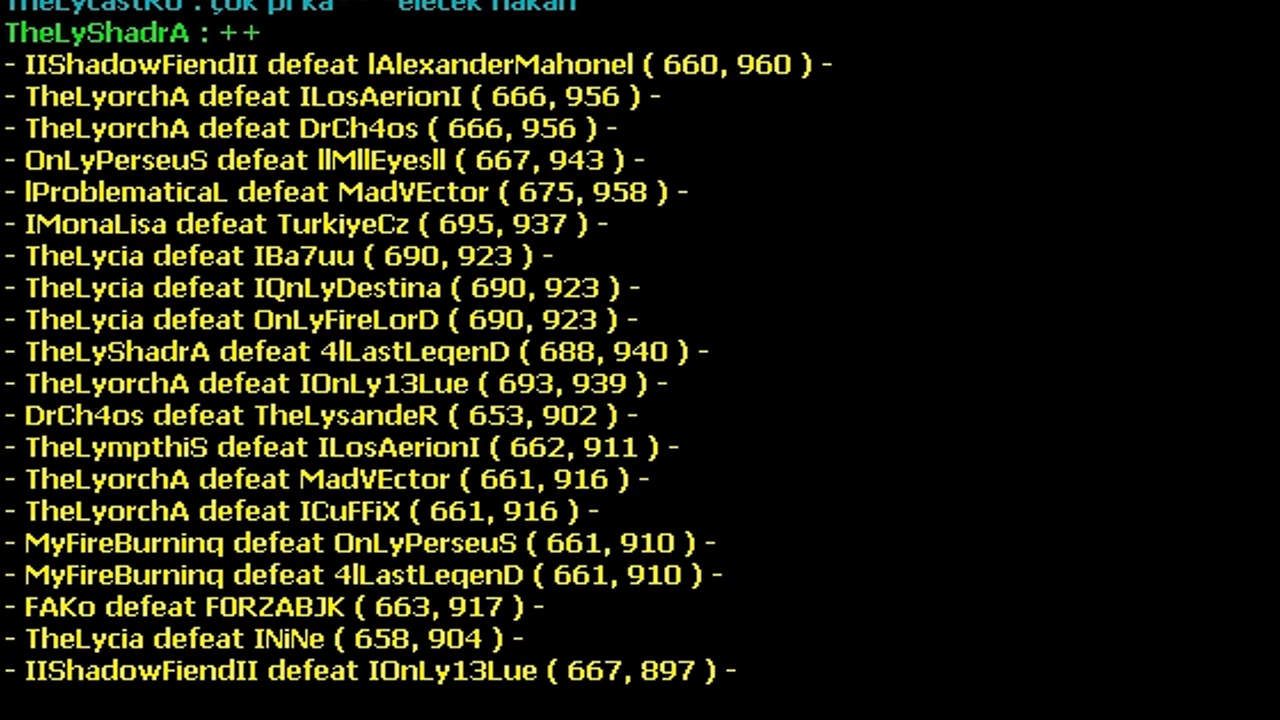 TheLyCastRo : çok pr ka
TheLyShadrA : ++
- IIShadowFiendII defeat lAlexanderMahonel ( 660, 960 ) -
- TheLyorchA defeat ILosAerionI ( 666, 956 ) -
- TheLyorchA defeat DrCh4os ( 666, 956 ) -
- OnLyPerseuS defeat llMllEyesll ( 667, 943 ) -
- lProblematicaL defeat MadVEctor ( 675, 958 ) -
- IMonaLisa defeat TurkiyeCz ( 695, 937 ) -
- TheLycia defeat IBa7uu ( 690, 923 ) -
- TheLycia defeat IQnLyDestina ( 690, 923 ) -
- TheLycia defeat OnLyFireLorD ( 690, 923 ) -
- TheLyShadrA defeat 4lLastLeqenD ( 688, 940 ) -
- TheLyorchA defeat IOnLy13Lue ( 693, 939 ) -
- DrCh4os defeat TheLysandeR ( 653, 902 ) -
- TheLympthiS defeat ILosAerionI ( 662, 911 ) -
- TheLyorchA defeat MadVEctor ( 661, 916 ) -
- TheLyorchA defeat ICuFFiX ( 661, 916 ) -
- MyFireBurninq defeat OnLyPerseuS ( 661, 910 ) -
- MyFireBurninq defeat 4lLastLeqenD ( 661, 910 ) -
- FAKo defeat F0RZABJK ( 663, 917 ) -
- TheLycia defeat INiNe ( 658, 904 ) -
- IIShadowFiendII defeat IOnLy13Lue ( 667, 897 ) -